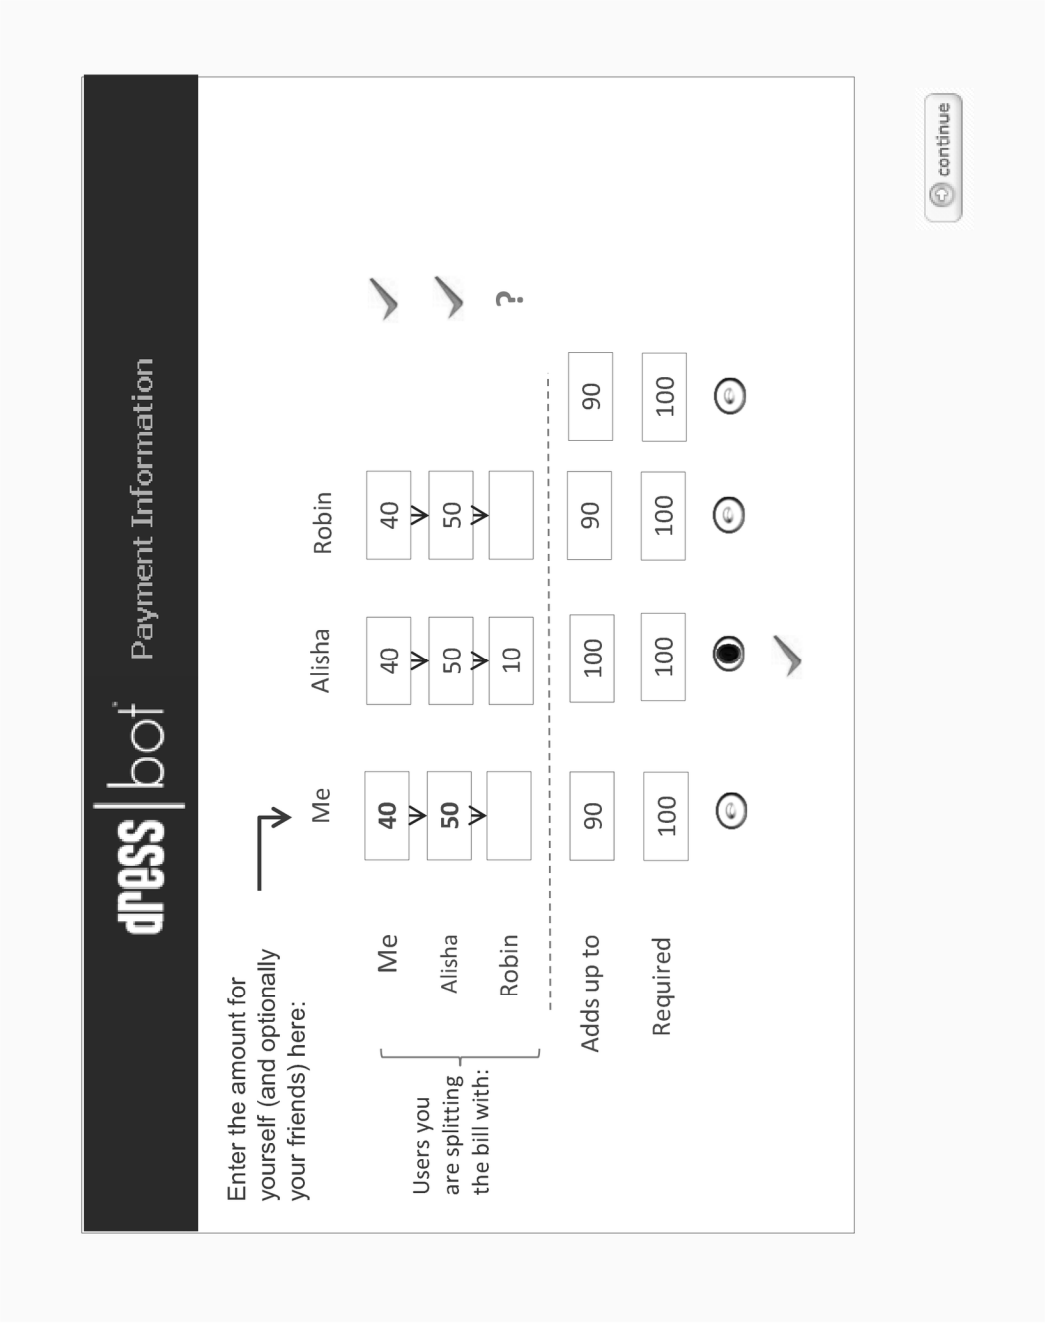 dress|bot Payment Information
Enter the amount for
yourself (and optionally
your friends) here:
Me Alisha Robin
Users you
are splitting
the bill with:
Me 40 40 40
Alisha 50 50 50
Robin 10 ?
Adds up to 90 100 90 90
Required 100 100 100 100
continue